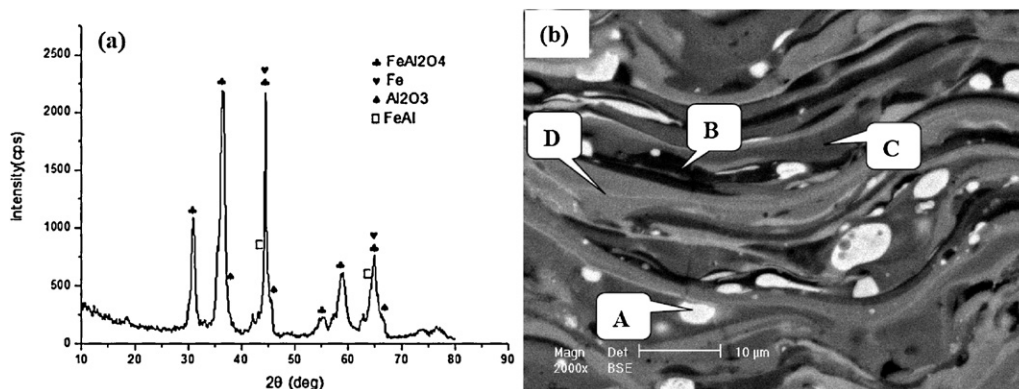 (a)
Intensity(cps)
2500
2000
1500
1000
500
0
♣ FeAl2O4
♥ Fe
♠ Al2O3
□ FeAl
10 20 30 40 50 60 70 80 90
2θ (deg)
(b)
B
D
C
A
Magn Det
2000x BSE
10 µm